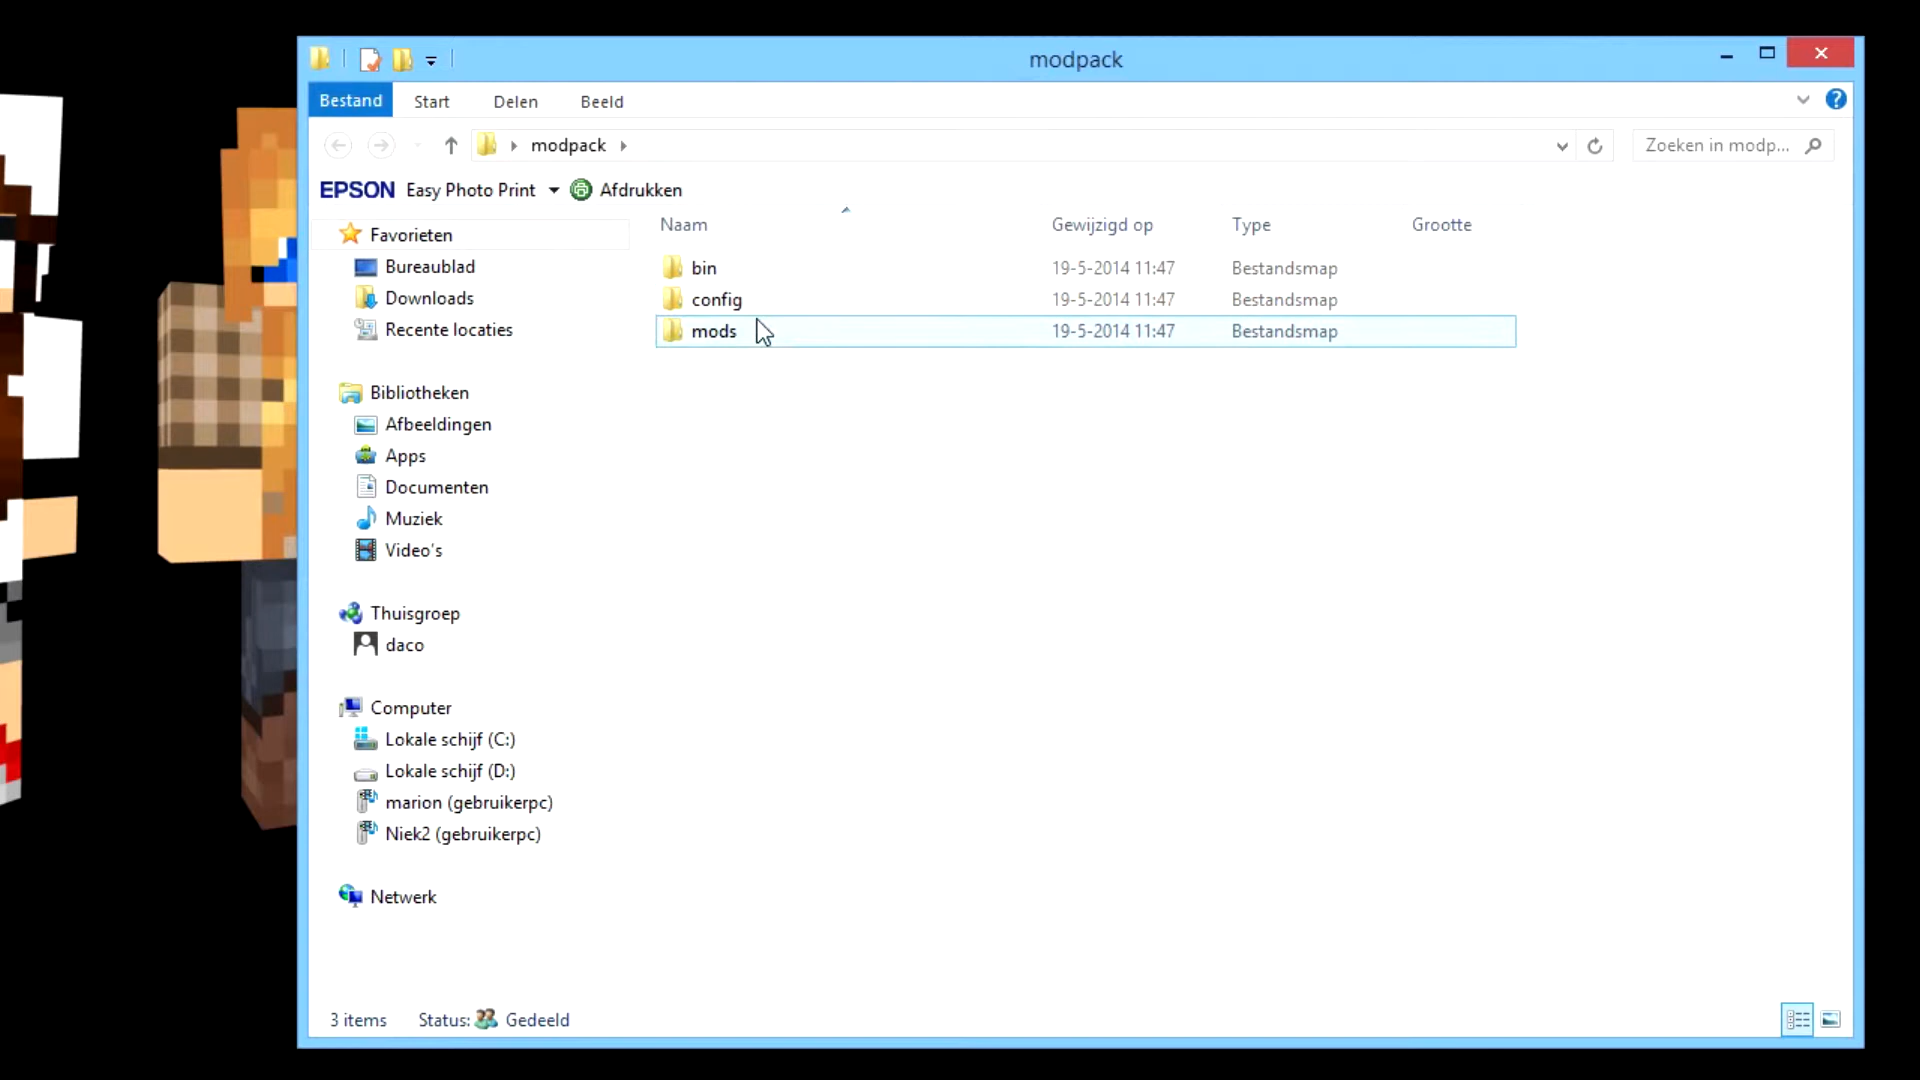 modpack
Bestand Start Delen Beeld
modpack
Zoeken in modp...
EPSON Easy Photo Print Afdrukken
Naam Gewijzigd op Type Grootte
Favorieten
Bureaublad
Downloads
Recente locaties
Bibliotheken
Afbeeldingen
Apps
Documenten
Muziek
Video's
Thuisgroep
daco
Computer
Lokale schijf (C:)
Lokale schijf (D:)
marion (gebruikerpc)
Niek2 (gebruikerpc)
Netwerk
bin 19-5-2014 11:47 Bestandsmap
config 19-5-2014 11:47 Bestandsmap
mods 19-5-2014 11:47 Bestandsmap
3 items Status: Gedeeld